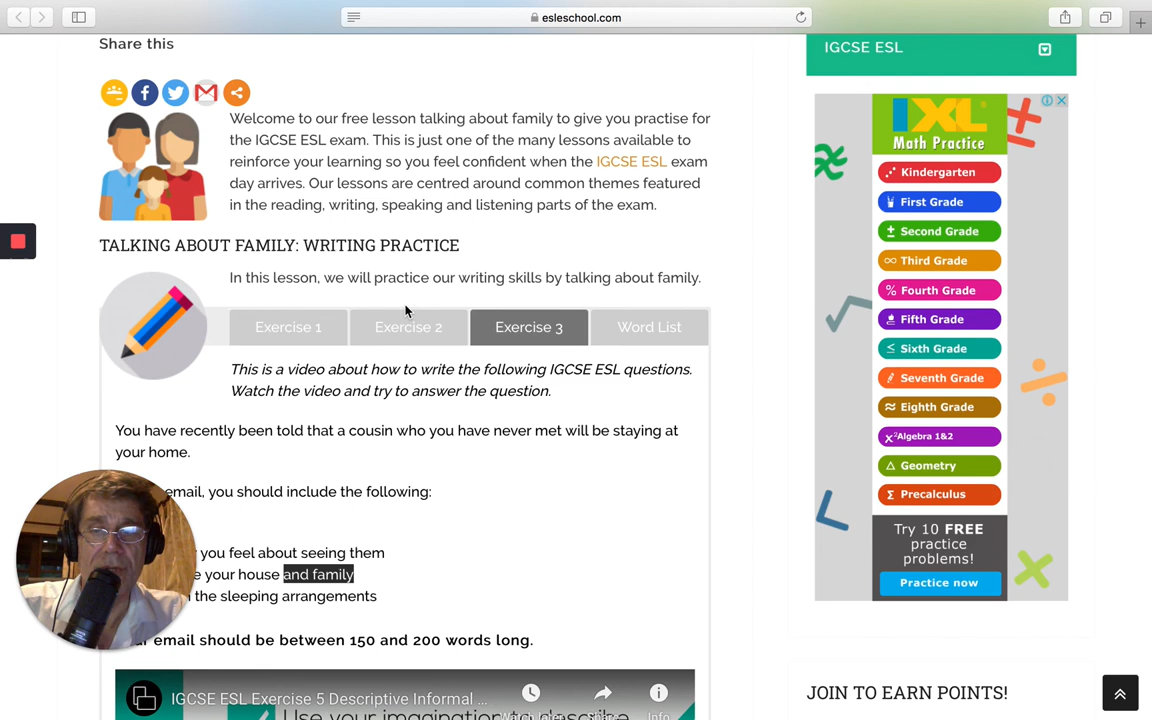 esleschool.com
Share this
Welcome to our free lesson talking about family to give you practise for
the IGCSE ESL exam. This is just one of the many lessons available to
reinforce your learning so you feel confident when the IGCSE ESL exam
day arrives. Our lessons are centred around common themes featured
in the reading, writing, speaking and listening parts of the exam.
TALKING ABOUT FAMILY: WRITING PRACTICE
In this lesson, we will practice our writing skills by talking about family.
Exercise 1
Exercise 2
Exercise 3
Word List
This is a video about how to write the following IGCSE ESL questions.
Watch the video and try to answer the question.
You have recently been told that a cousin who you have never met will be staying at
your home.
email, you should include the following:
you feel about seeing them
your house and family
the sleeping arrangements
email should be between 150 and 200 words long.
IGCSE ESL Exercise 5 Descriptive Informal ...
Use your imagination to describe
IGCSE ESL
IXL
Math Practice
Kindergarten
First Grade
Second Grade
Third Grade
Fourth Grade
Fifth Grade
Sixth Grade
Seventh Grade
Eighth Grade
Algebra 1&2
Geometry
Precalculus
Try 10 FREE
practice
problems!
Practice now
JOIN TO EARN POINTS!